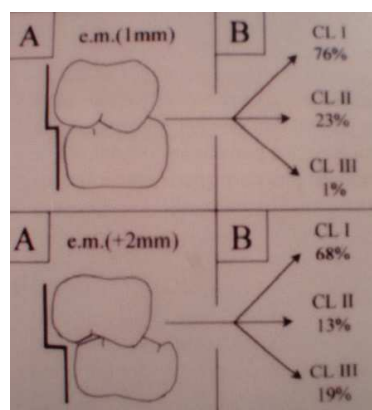 A e.m.(1mm) B
CL I
76%
CL II
23%
CL III
1%
A e.m.(+2mm) B
CL I
68%
CL II
13%
CL III
19%